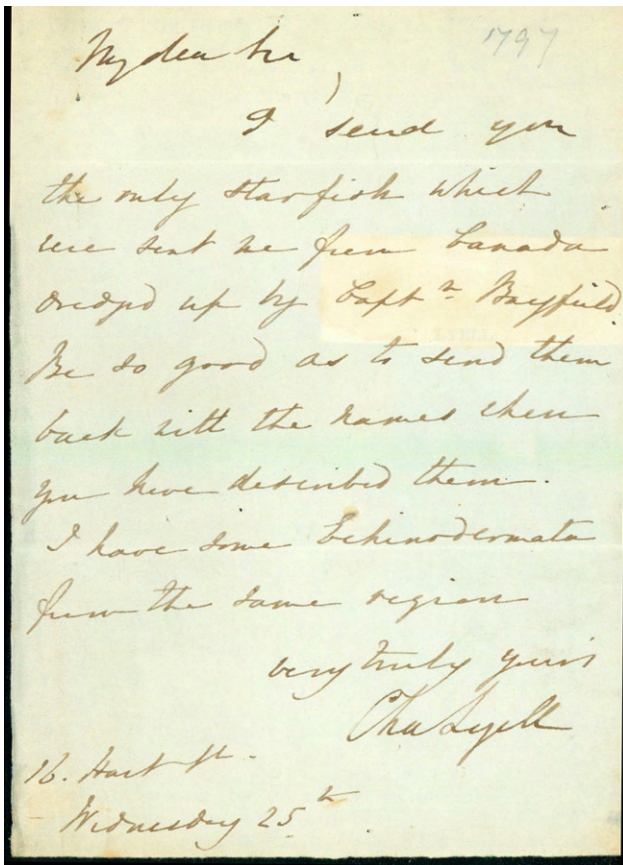 My dear Sir,
1797
I send you
the only starfish which
were sent me from Canada
dredgd up by Captn Bayfield
Be so good as to send them
back with the names when
you have described them.
I have some Echinodermata
from the same region
very truly yours
Cha Lyell
16. Hart St.
Wednesday 25th